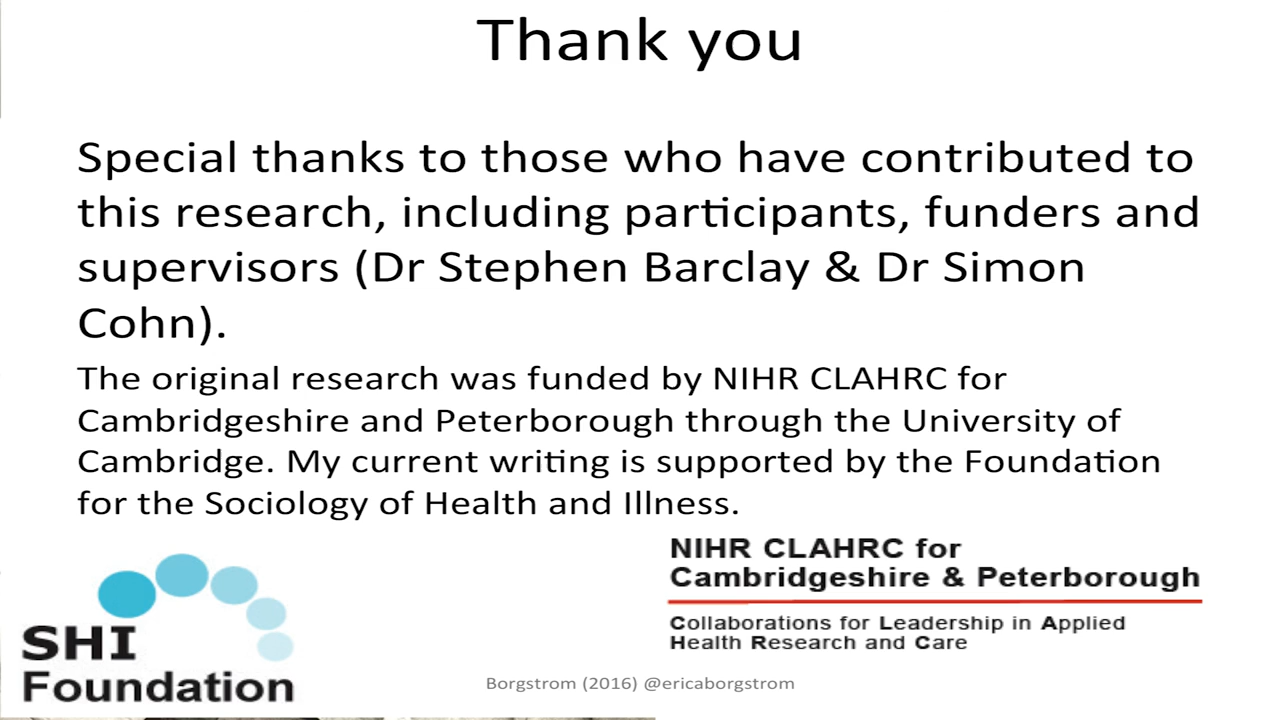 Thank you
Special thanks to those who have contributed to
this research, including participants, funders and
supervisors (Dr Stephen Barclay & Dr Simon
Cohn).
The original research was funded by NIHR CLAHRC for
Cambridgeshire and Peterborough through the University of
Cambridge. My current writing is supported by the Foundation
for the Sociology of Health and Illness.
SHI
Foundation
NIHR CLAHRC for
Cambridgeshire & Peterborough
Collaborations for Leadership in Applied
Health Research and Care
Borgstrom (2016) @ericaborgstrom